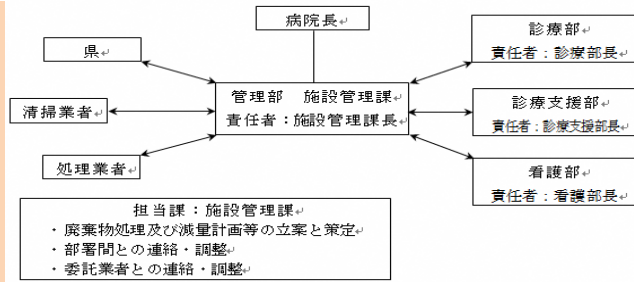 病院長
県
清掃業者
処理業者
管理部　施設管理課
責任者：施設管理課長
診療部
責任者：診療部長
診療支援部
責任者：診療支援部長
看護部
責任者：看護部長
担当課：施設管理課
・廃棄物処理及び減量計画等の立案と策定
・部署間との連絡・調整
・委託業者との連絡・調整